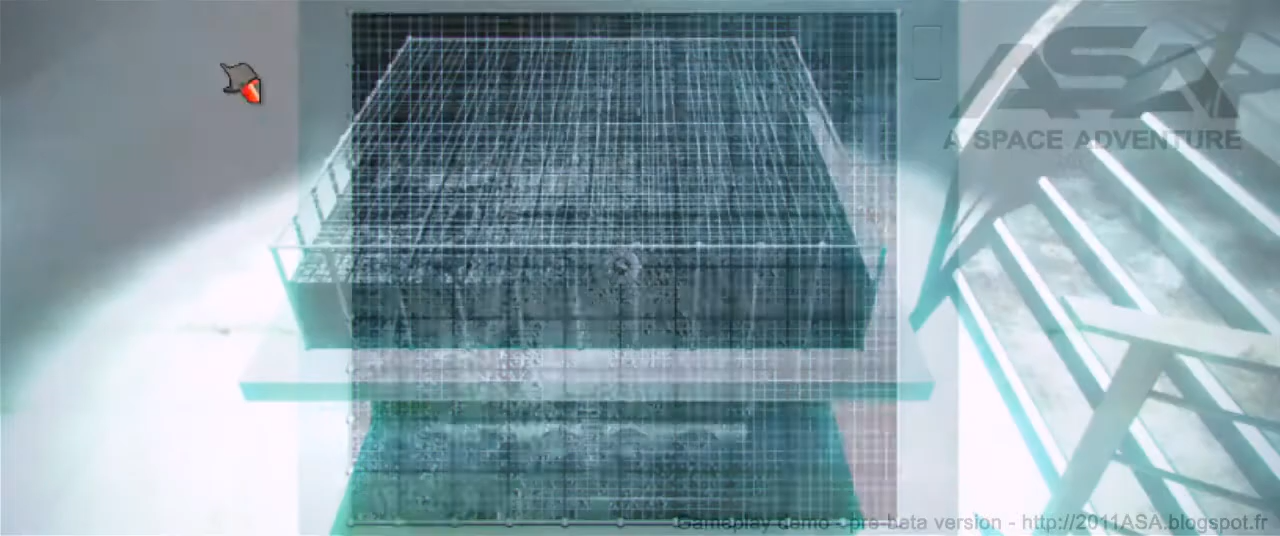 ASA
A SPACE ADVENTURE
Gameplay demo - pre-beta version - http://2011ASA.blogspot.fr